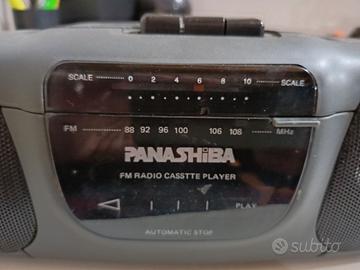 SCALE 0 2 4 6 8 10 SCALE
FM 88 92 96 100 106 108 MHz
PANASHiBA
FM RADIO CASSTTE PLAYER
PLAY
AUTOMATIC STOP
subito